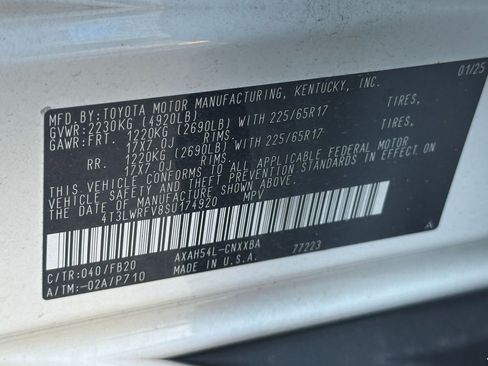 MFD.BY:TOYOTA MOTOR MANUFACTURING, KENTUCKY, INC. 01/25
GVWR:2230KG (4920LB)
GAWR:FRT. 1220KG (2690LB) WITH 225/65R17 TIRES,
17X7.0J RIMS.
RR. 1220KG (2690LB) WITH 225/65R17 TIRES,
17X7.0J RIMS.
THIS VEHICLE CONFORMS TO ALL APPLICABLE FEDERAL MOTOR
VEHICLE SAFETY AND THEFT PREVENTION STANDARDS IN EFFECT ON
THE DATE OF MANUFACTURE SHOWN ABOVE.
4T3LWRFV8SU174920 MPV
C/TR:040/FB20 AXAH54L-CNXXBA 77223
A/TM:-02A/P710 MADE IN U.S.A.